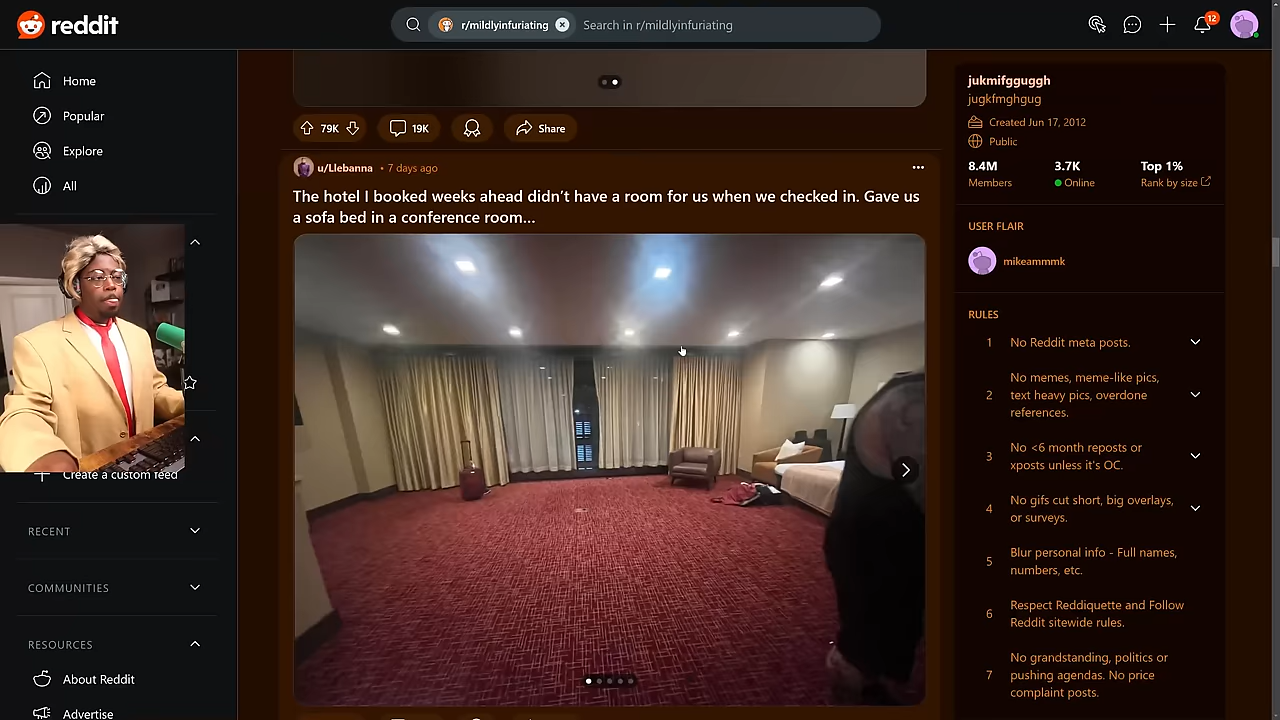 reddit
r/mildlyinfuriating
Search in r/mildlyinfuriating
12
Home
Popular
Explore
All
Create a custom feed
RECENT
COMMUNITIES
RESOURCES
About Reddit
Advertise
79K
19K
Share
u/Llebanna • 7 days ago
The hotel I booked weeks ahead didn't have a room for us when we checked in. Gave us
a sofa bed in a conference room...
jukmifgguggh
jugkfmghgug
Created Jun 17, 2012
Public
8.4M
Members
3.7K
Online
Top 1%
Rank by size
USER FLAIR
mikeammmk
RULES
1
No Reddit meta posts.
2
No memes, meme-like pics,
text heavy pics, overdone
references.
3
No <6 month reposts or
xposts unless it's OC.
4
No gifs cut short, big overlays,
or surveys.
5
Blur personal info - Full names,
numbers, etc.
6
Respect Reddiquette and Follow
Reddit sitewide rules.
7
No grandstanding, politics or
pushing agendas. No price
complaint posts.